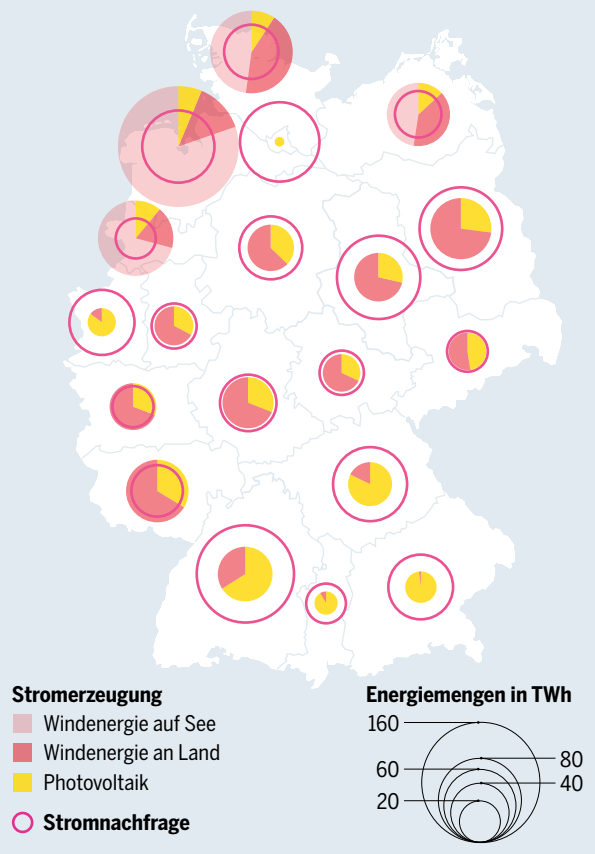 Stromerzeugung
Windenergie auf See
Windenergie an Land
Photovoltaik
Stromnachfrage
Energiemengen in TWh
160
80
60
40
20